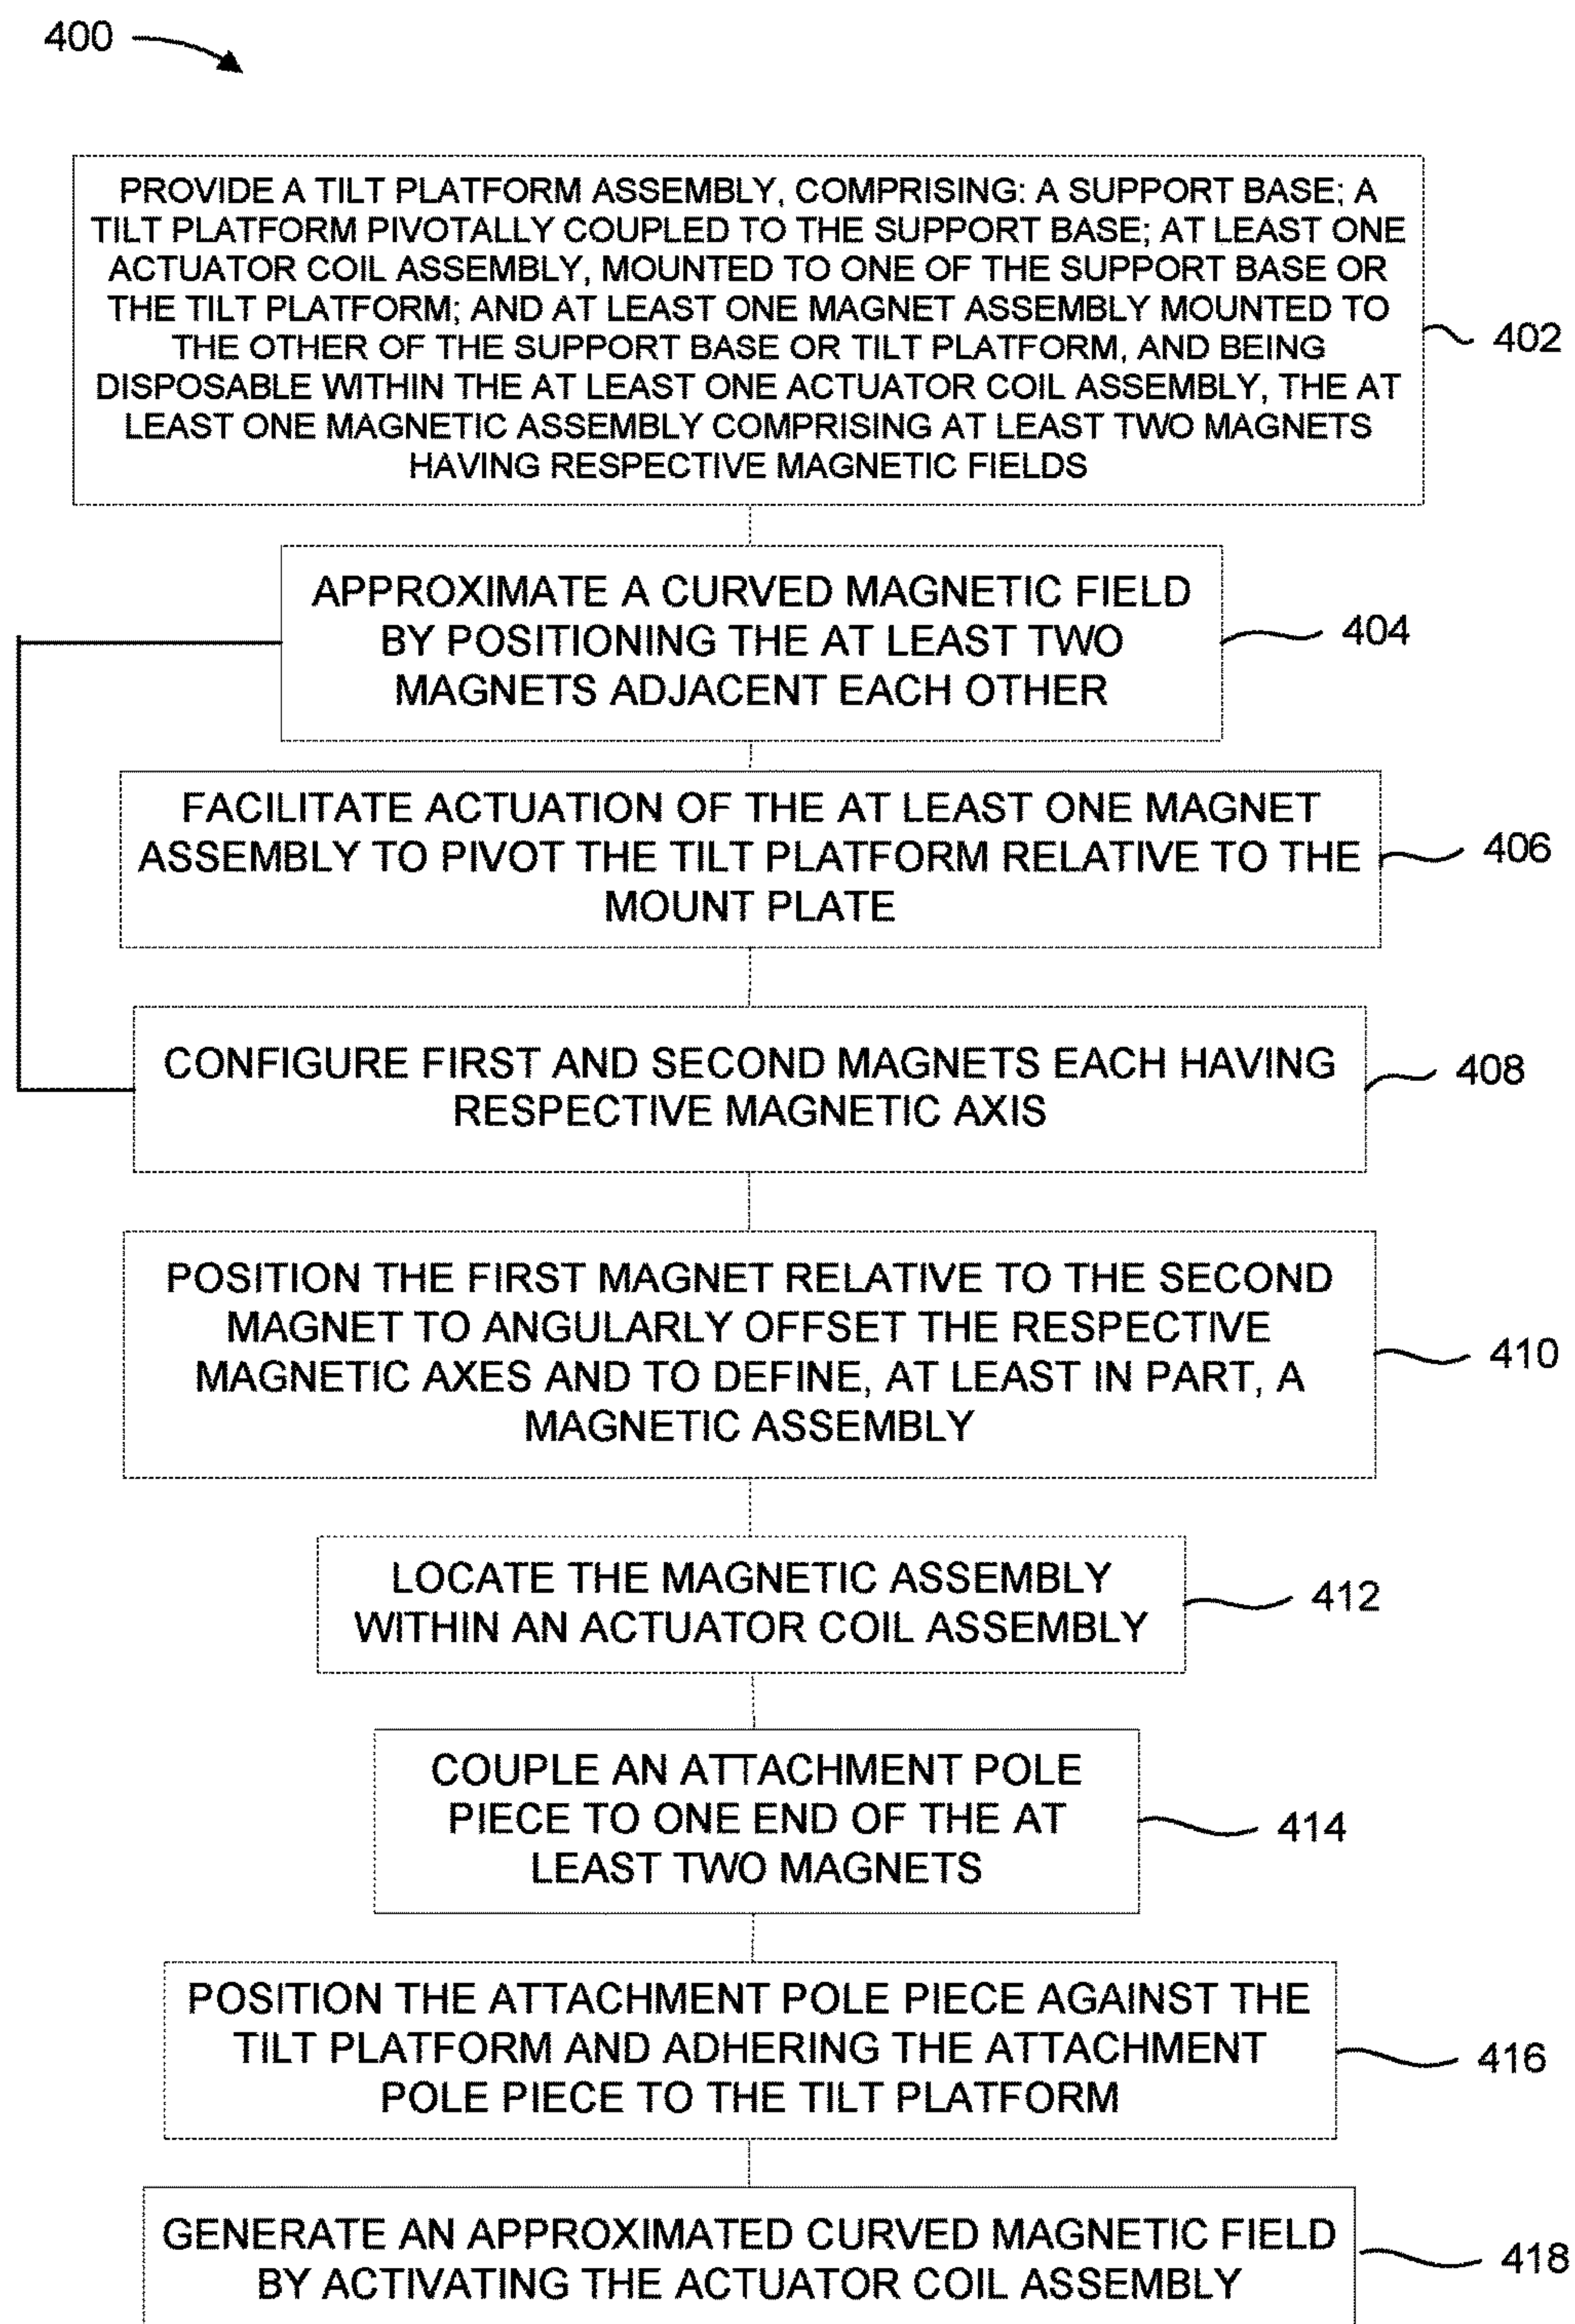 400
PROVIDE A TILT PLATFORM ASSEMBLY, COMPRISING: A SUPPORT BASE; A
TILT PLATFORM PIVOTALLY COUPLED TO THE SUPPORT BASE; AT LEAST ONE
ACTUATOR COIL ASSEMBLY, MOUNTED TO ONE OF THE SUPPORT BASE OR
THE TILT PLATFORM; AND AT LEAST ONE MAGNET ASSEMBLY MOUNTED TO
THE OTHER OF THE SUPPORT BASE OR TILT PLATFORM, AND BEING
DISPOSABLE WITHIN THE AT LEAST ONE ACTUATOR COIL ASSEMBLY, THE AT
LEAST ONE MAGNETIC ASSEMBLY COMPRISING AT LEAST TWO MAGNETS
HAVING RESPECTIVE MAGNETIC FIELDS
402
APPROXIMATE A CURVED MAGNETIC FIELD
BY POSITIONING THE AT LEAST TWO
MAGNETS ADJACENT EACH OTHER
404
FACILITATE ACTUATION OF THE AT LEAST ONE MAGNET
ASSEMBLY TO PIVOT THE TILT PLATFORM RELATIVE TO THE
MOUNT PLATE
406
CONFIGURE FIRST AND SECOND MAGNETS EACH HAVING
RESPECTIVE MAGNETIC AXIS
408
POSITION THE FIRST MAGNET RELATIVE TO THE SECOND
MAGNET TO ANGULARLY OFFSET THE RESPECTIVE
MAGNETIC AXES AND TO DEFINE, AT LEAST IN PART, A
MAGNETIC ASSEMBLY
410
LOCATE THE MAGNETIC ASSEMBLY
WITHIN AN ACTUATOR COIL ASSEMBLY
412
COUPLE AN ATTACHMENT POLE
PIECE TO ONE END OF THE AT
LEAST TWO MAGNETS
414
POSITION THE ATTACHMENT POLE PIECE AGAINST THE
TILT PLATFORM AND ADHERING THE ATTACHMENT
POLE PIECE TO THE TILT PLATFORM
416
GENERATE AN APPROXIMATED CURVED MAGNETIC FIELD
BY ACTIVATING THE ACTUATOR COIL ASSEMBLY
418